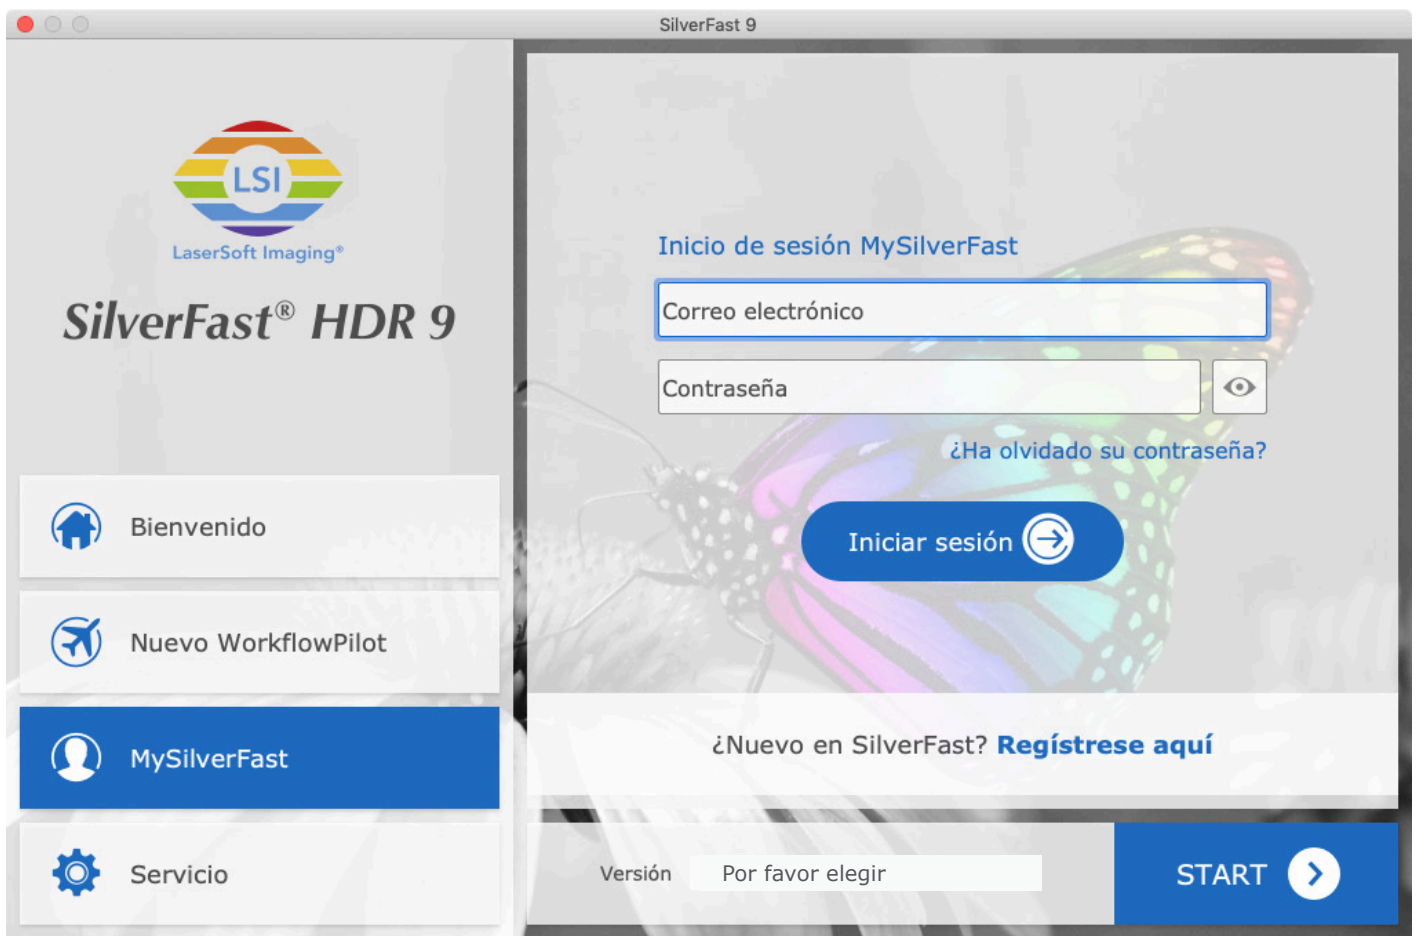 SilverFast 9
LSI
LaserSoft Imaging®
SilverFast® HDR 9
Bienvenido
Nuevo WorkflowPilot
MySilverFast
Servicio
Inicio de sesión MySilverFast
Correo electrónico
Contraseña
¿Ha olvidado su contraseña?
Iniciar sesión
¿Nuevo en SilverFast? Regístrese aquí
Versión Por favor elegir
START